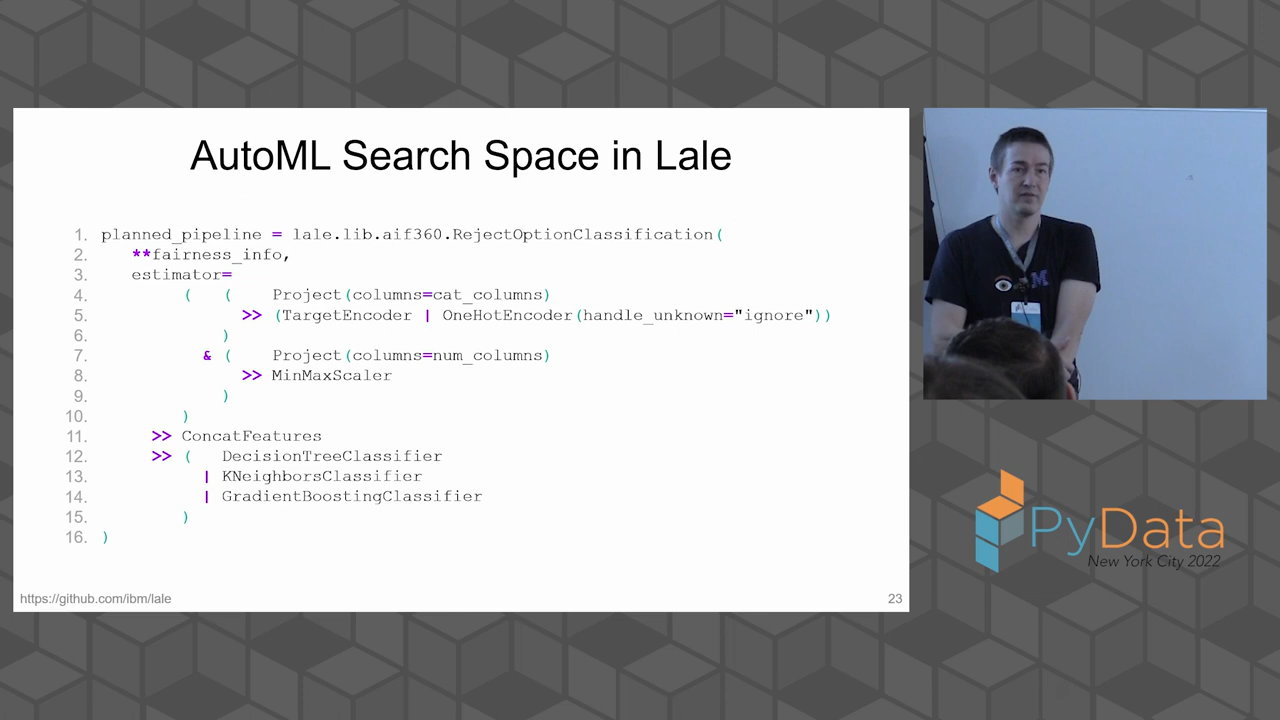 AutoML Search Space in Lale
1. planned_pipeline = lale.lib.aif360.RejectOptionClassification(
2. **fairness_info,
3. estimator=
4. ( ( Project(columns=cat_columns)
5. >> (TargetEncoder | OneHotEncoder(handle_unknown="ignore"))
6. )
7. & ( Project(columns=num_columns)
8. >> MinMaxScaler
9. )
10. )
11. >> ConcatFeatures
12. >> ( DecisionTreeClassifier
13. | KNeighborsClassifier
14. | GradientBoostingClassifier
15. )
16. )
https://github.com/ibm/lale
23
M
PyData
New York City 2022